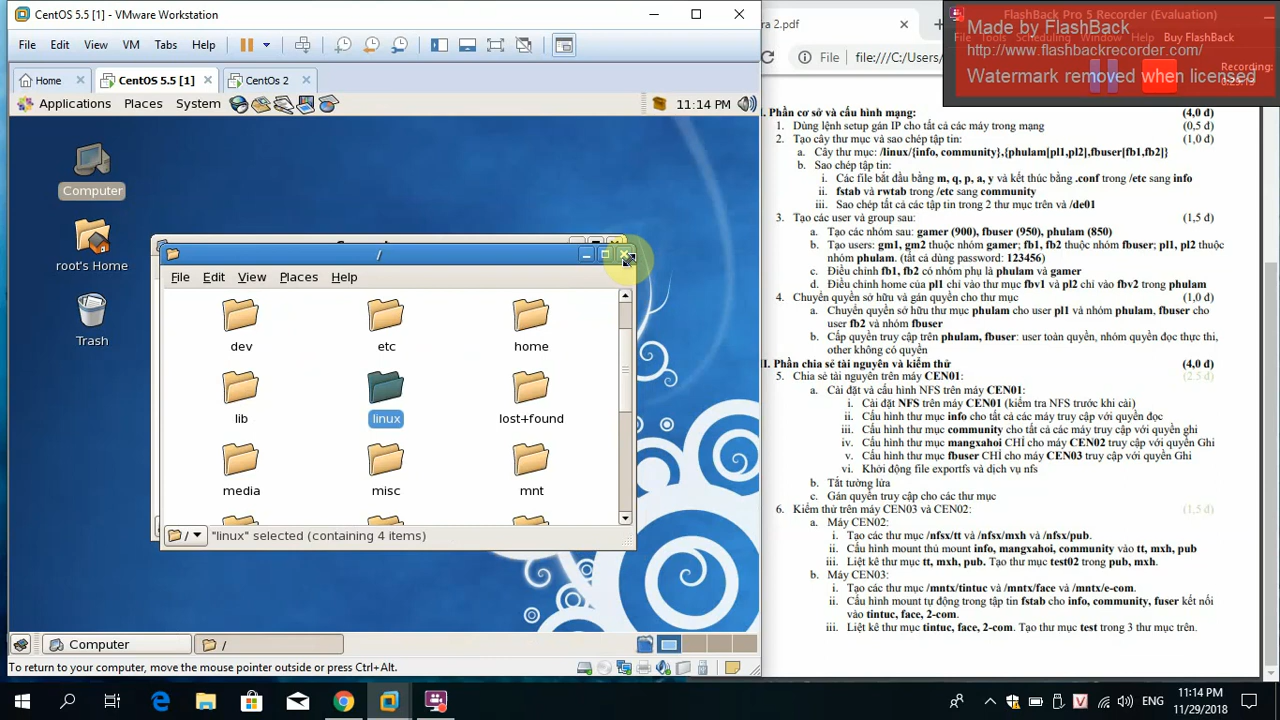 CentOS 5.5 [1] - VMware Workstation
File Edit View VM Tabs Help
Home
CentOS 5.5 [1]
CentOS 2
Applications Places System
11:14 PM
Computer
root's Home
Trash
/
File Edit View Places Help
dev
etc
home
lib
linux
lost+found
media
misc
mnt
/ "linux" selected (containing 4 items)
Computer
/
To return to your computer, move the mouse pointer outside or press Ctrl+Alt.
ra 2.pdf
File file:///C:/Users/
FlashBack Pro 5 Recorder (Evaluation)
Made by FlashBack
File Tools Scheduling Window Help Buy FlashBack
http://www.flashbackrecorder.com/
Recording:
Watermark removed when licensed
I. Phần cơ sở và cấu hình mạng: (4,0 đ)
1. Dùng lệnh setup gán IP cho tất cả các máy trong mạng (0,5 đ)
2. Tạo cây thư mục và sao chép tập tin: (1,0 đ)
a. Cây thư mục: /linux/{info, community},{phulam[pl1,pl2],fbuser[fb1,fb2]}
b. Sao chép tập tin:
i. Các file bắt đầu bằng m, q, p, a, y và kết thúc bằng .conf trong /etc sang info
ii. fstab và rwtab trong /etc sang community
iii. Sao chép tất cả các tập tin trong 2 thư mục trên và /de01
3. Tạo các user và group sau: (1,5 đ)
a. Tạo các nhóm sau: gamer (900), fbuser (950), phulam (850)
b. Tạo users: gm1, gm2 thuộc nhóm gamer; fb1, fb2 thuộc nhóm fbuser; pl1, pl2 thuộc
nhóm phulam. (tất cả dùng password: 123456)
c. Điều chỉnh fb1, fb2 có nhóm phụ là phulam và gamer
d. Điều chỉnh home của pl1 chỉ vào thư mục fbv1 và pl2 chỉ vào fbv2 trong phulam
4. Chuyển quyền sở hữu và gán quyền cho thư mục (1,0 đ)
a. Chuyển quyền sở hữu thư mục phulam cho user pl1 và nhóm phulam, fbuser cho
user fb2 và nhóm fbuser
b. Cấp quyền truy cập trên phulam, fbuser: user toàn quyền, nhóm quyền đọc thực thi,
other không có quyền
II. Phần chia sẻ tài nguyên và kiểm thử (4,0 đ)
5. Chia sẻ tài nguyên trên máy CEN01: (2.5 đ)
a. Cài đặt và cấu hình NFS trên máy CEN01
i. Cài đặt NFS trên máy CEN01 (kiểm tra NFS trước khi cài)
ii. Cấu hình thư mục info cho tất cả các máy truy cập với quyền đọc
iii. Cấu hình thư mục community cho tất cả các máy truy cập với quyền ghi
iv. Cấu hình thư mục mangxahoi CHỈ cho máy CEN02 truy cập với quyền Ghi
v. Cấu hình thư mục fbuser CHỈ cho máy CEN03 truy cập với quyền Ghi
vi. Khởi động file exportfs và dịch vụ nfs
b. Tắt tường lửa
c. Gán quyền truy cập cho các thư mục
6. Kiểm thử trên máy CEN03 và CEN02: (1,5 đ)
a. Máy CEN02:
i. Tạo các thư mục /nfsx/tt và /nfsx/mxh và /nfsx/pub.
ii. Cấu hình mount thủ mount info, mangxahoi, community vào tt, mxh, pub
iii. Liệt kê thư mục tt, mxh, pub. Tạo thư mục test02 trong pub, mxh.
b. Máy CEN03:
i. Tạo các thư mục /mntx/tintuc và /mntx/face và /mntx/e-com.
ii. Cấu hình mount tự động trong tập tin fstab cho info, community, fuser kết nối
với tintuc, face, 2-com.
iii. Liệt kê thư mục tintuc, face, 2-com. Tạo thư mục test trong 3 thư mục trên.
ENG
11:14 PM
11/29/2018